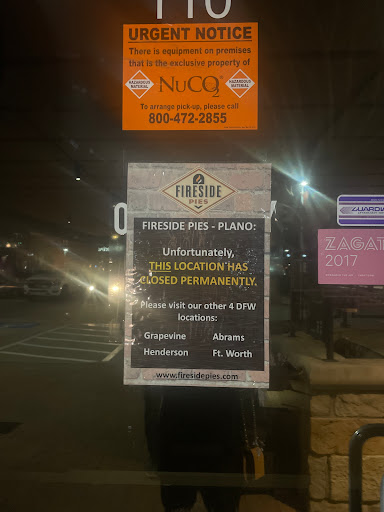 110
URGENT NOTICE
There is equipment on premises
that is the exclusive property of
HAZARDOUS
MATERIAL
NuCO2®
HAZARDOUS
MATERIAL
To arrange pick-up, please call
800-472-2855
FIRESIDE
PIES
FIRESIDE PIES - PLANO:
Unfortunately,
THIS LOCATION HAS
CLOSED PERMANENTLY.
Please visit our other 4 DFW
locations:
Grapevine Abrams
Henderson Ft. Worth
www.firesidepies.com
ZAGAT
2017